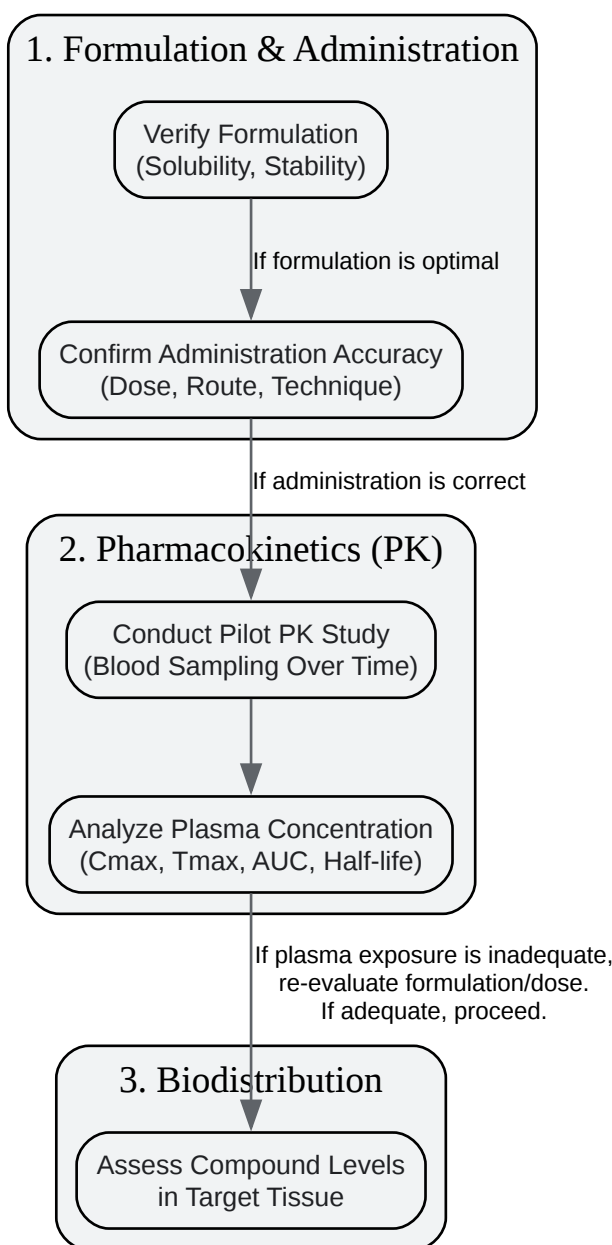 1. Formulation & Administration
Verify Formulation
(Solubility, Stability)
If formulation is optimal
Confirm Administration Accuracy
(Dose, Route, Technique)
If administration is correct
2. Pharmacokinetics (PK)
Conduct Pilot PK Study
(Blood Sampling Over Time)
Analyze Plasma Concentration
(Cmax, Tmax, AUC, Half-life)
If plasma exposure is inadequate,
re-evaluate formulation/dose.
If adequate, proceed.
3. Biodistribution
Assess Compound Levels
in Target Tissue